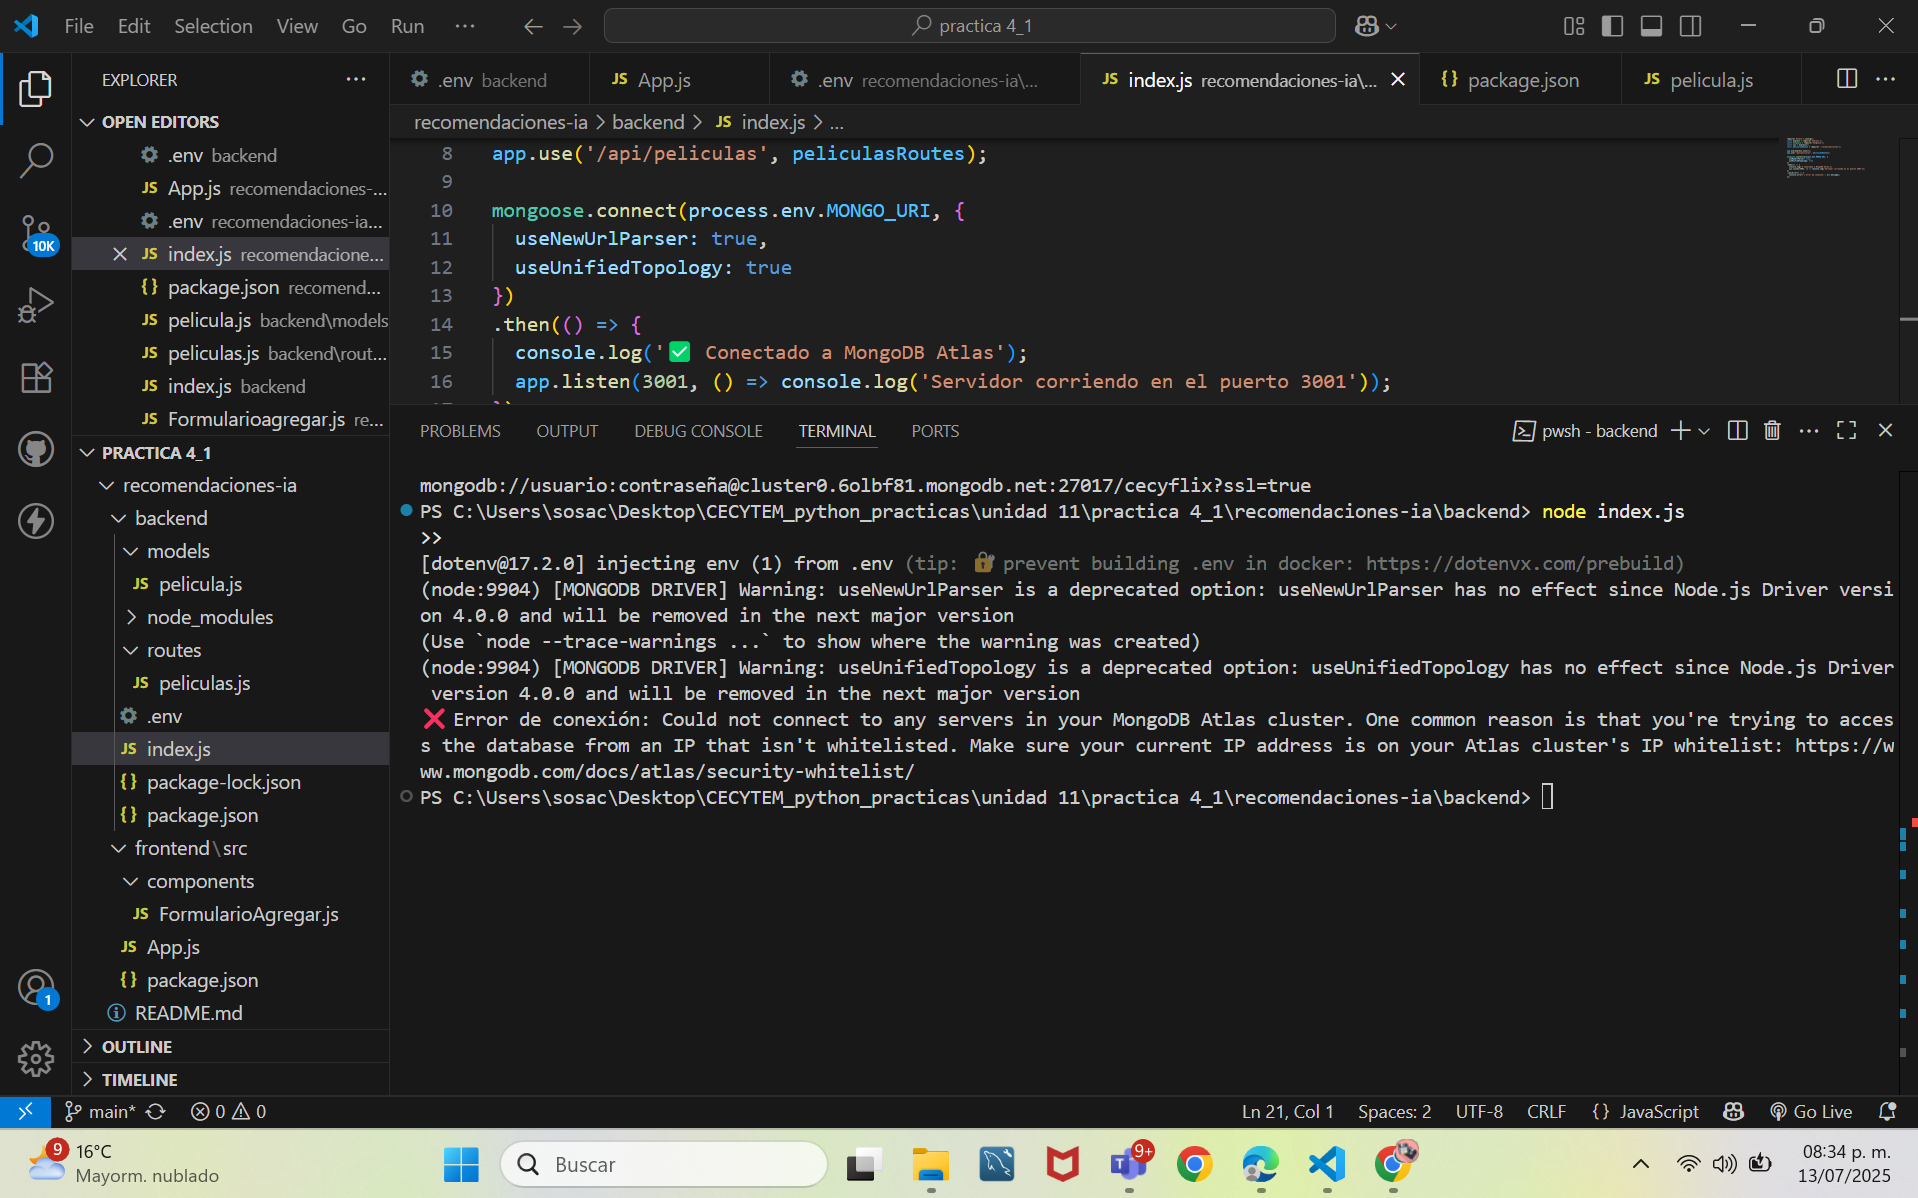 File Edit Selection View Go Run ··· practica 4_1
EXPLORER ···
OPEN EDITORS
.env backend
JS App.js recomendaciones-...
.env recomendaciones-ia...
JS index.js recomendacione...
{} package.json recomend...
JS pelicula.js backend\models
JS peliculas.js backend\rout...
JS index.js backend
JS Formularioagregar.js re...
PRACTICA 4_1
recomendaciones-ia
backend
models
JS pelicula.js
node_modules
routes
JS peliculas.js
.env
JS index.js
{} package-lock.json
{} package.json
frontend\src
components
JS FormularioAgregar.js
JS App.js
{} package.json
README.md
OUTLINE
TIMELINE
10K
1
.env backend JS App.js .env recomendaciones-ia\... JS index.js recomendaciones-ia\... {} package.json JS pelicula.js
recomendaciones-ia > backend > JS index.js > ...
8 app.use('/api/peliculas', peliculasRoutes);
9
10 mongoose.connect(process.env.MONGO_URI, {
11 useNewUrlParser: true,
12 useUnifiedTopology: true
13 })
14 .then(() => {
15 console.log('✅ Conectado a MongoDB Atlas');
16 app.listen(3001, () => console.log('Servidor corriendo en el puerto 3001'));
PROBLEMS OUTPUT DEBUG CONSOLE TERMINAL PORTS pwsh - backend
mongodb://usuario:contraseña@cluster0.6olbf81.mongodb.net:27017/cecyflix?ssl=true
PS C:\Users\sosac\Desktop\CECYTEM_python_practicas\unidad 11\practica 4_1\recomendaciones-ia\backend> node index.js
>>
[dotenv@17.2.0] injecting env (1) from .env (tip: 🔐 prevent building .env in docker: https://dotenvx.com/prebuild)
(node:9904) [MONGODB DRIVER] Warning: useNewUrlParser is a deprecated option: useNewUrlParser has no effect since Node.js Driver versi
on 4.0.0 and will be removed in the next major version
(Use `node --trace-warnings ...` to show where the warning was created)
(node:9904) [MONGODB DRIVER] Warning: useUnifiedTopology is a deprecated option: useUnifiedTopology has no effect since Node.js Driver
version 4.0.0 and will be removed in the next major version
❌ Error de conexión: Could not connect to any servers in your MongoDB Atlas cluster. One common reason is that you're trying to acces
s the database from an IP that isn't whitelisted. Make sure your current IP address is on your Atlas cluster's IP whitelist: https://w
ww.mongodb.com/docs/atlas/security-whitelist/
PS C:\Users\sosac\Desktop\CECYTEM_python_practicas\unidad 11\practica 4_1\recomendaciones-ia\backend>
main* 0 0 Ln 21, Col 1 Spaces: 2 UTF-8 CRLF {} JavaScript Go Live
9 16°C
Mayorm. nublado
Buscar
9+
08:34 p. m.
13/07/2025